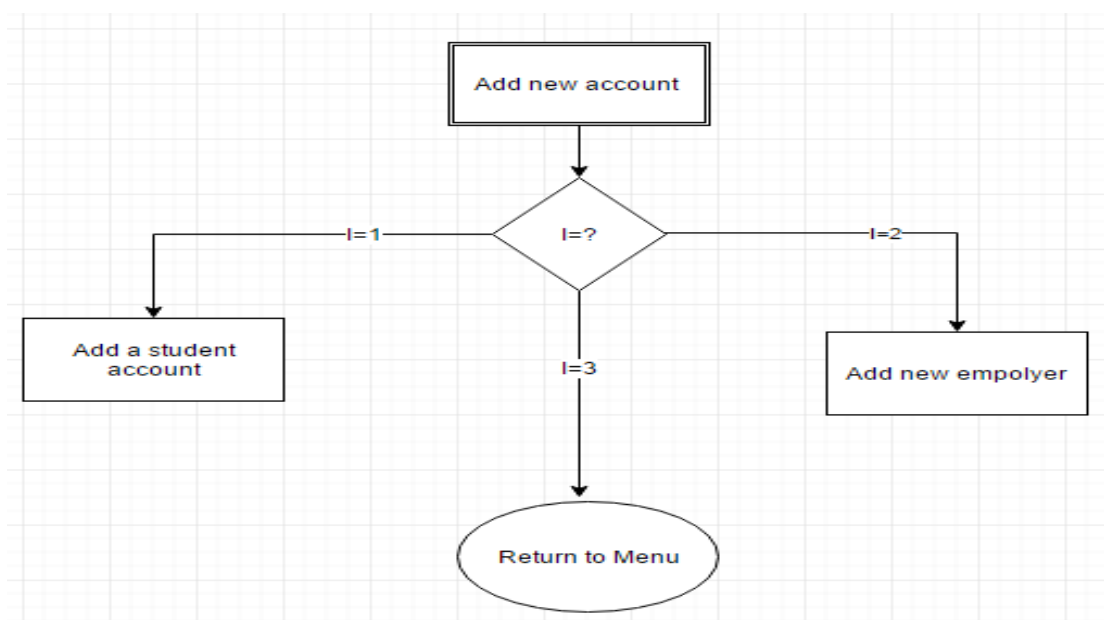 Add new account
I=?
I=1
I=2
Add a student
account
I=3
Add new empolyer
Return to Menu